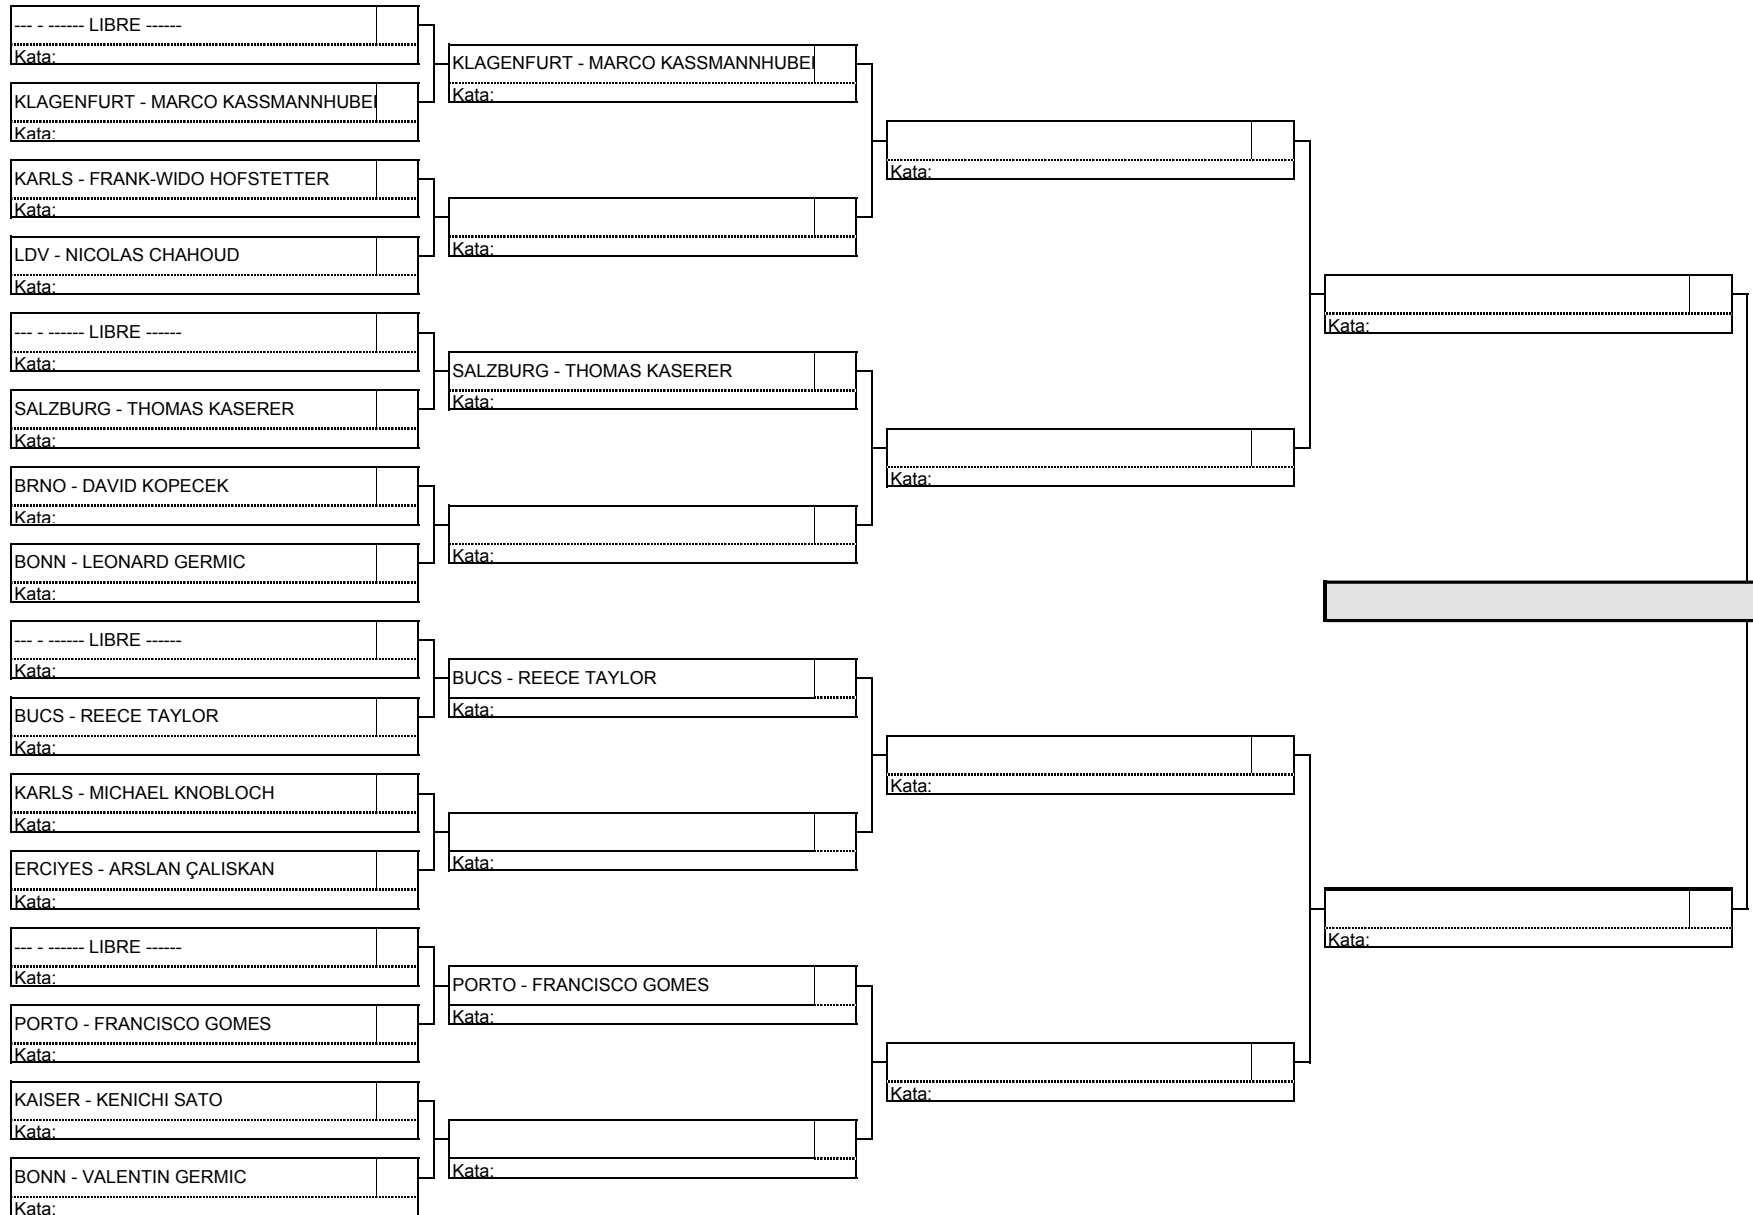 --- - ------ LIBRE ------
Kata:
KLAGENFURT - MARCO KASSMANNHUBE
Kata:
KARLS - FRANK-WIDO HOFSTETTER
Kata:
LDV - NICOLAS CHAHOUD
Kata:
--- - ------ LIBRE ------
Kata:
SALZBURG - THOMAS KASERER
Kata:
BRNO - DAVID KOPECEK
Kata:
BONN - LEONARD GERMIC
Kata:
--- - ------ LIBRE ------
Kata:
BUCS - REECE TAYLOR
Kata:
KARLS - MICHAEL KNOBLOCH
Kata:
ERCIYES - ARSLAN ÇALISKAN
Kata:
--- - ------ LIBRE ------
Kata:
PORTO - FRANCISCO GOMES
Kata:
KAISER - KENICHI SATO
Kata:
BONN - VALENTIN GERMIC
Kata:
KLAGENFURT - MARCO KASSMANNHUBE
Kata:
Kata:
SALZBURG - THOMAS KASERER
Kata:
Kata:
BUCS - REECE TAYLOR
Kata:
Kata:
PORTO - FRANCISCO GOMES
Kata:
Kata:
Kata:
Kata:
Kata:
Kata:
Kata:
Kata: